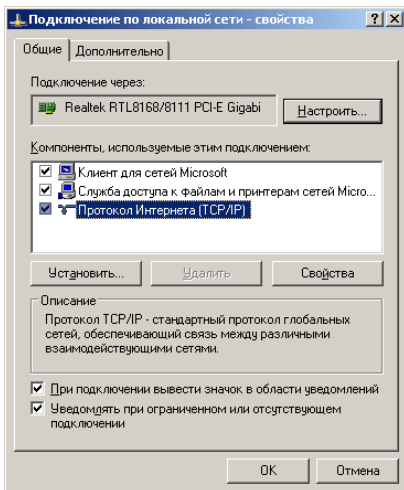 Подключение по локальной сети - свойства
Общие Дополнительно
Подключение через:
Realtek RTL8168/8111 PCI-E Gigabi Настроить...
Компоненты, используемые этим подключением:
Клиент для сетей Microsoft
Служба доступа к файлам и принтерам сетей Micro...
Протокол Интернета (TCP/IP)
Установить... Удалить Свойства
Описание
Протокол TCP/IP - стандартный протокол глобальных
сетей, обеспечивающий связь между различными
взаимодействующими сетями.
При подключении вывести значок в области уведомлений
Уведомлять при ограниченном или отсутствующем
подключении
OK Отмена